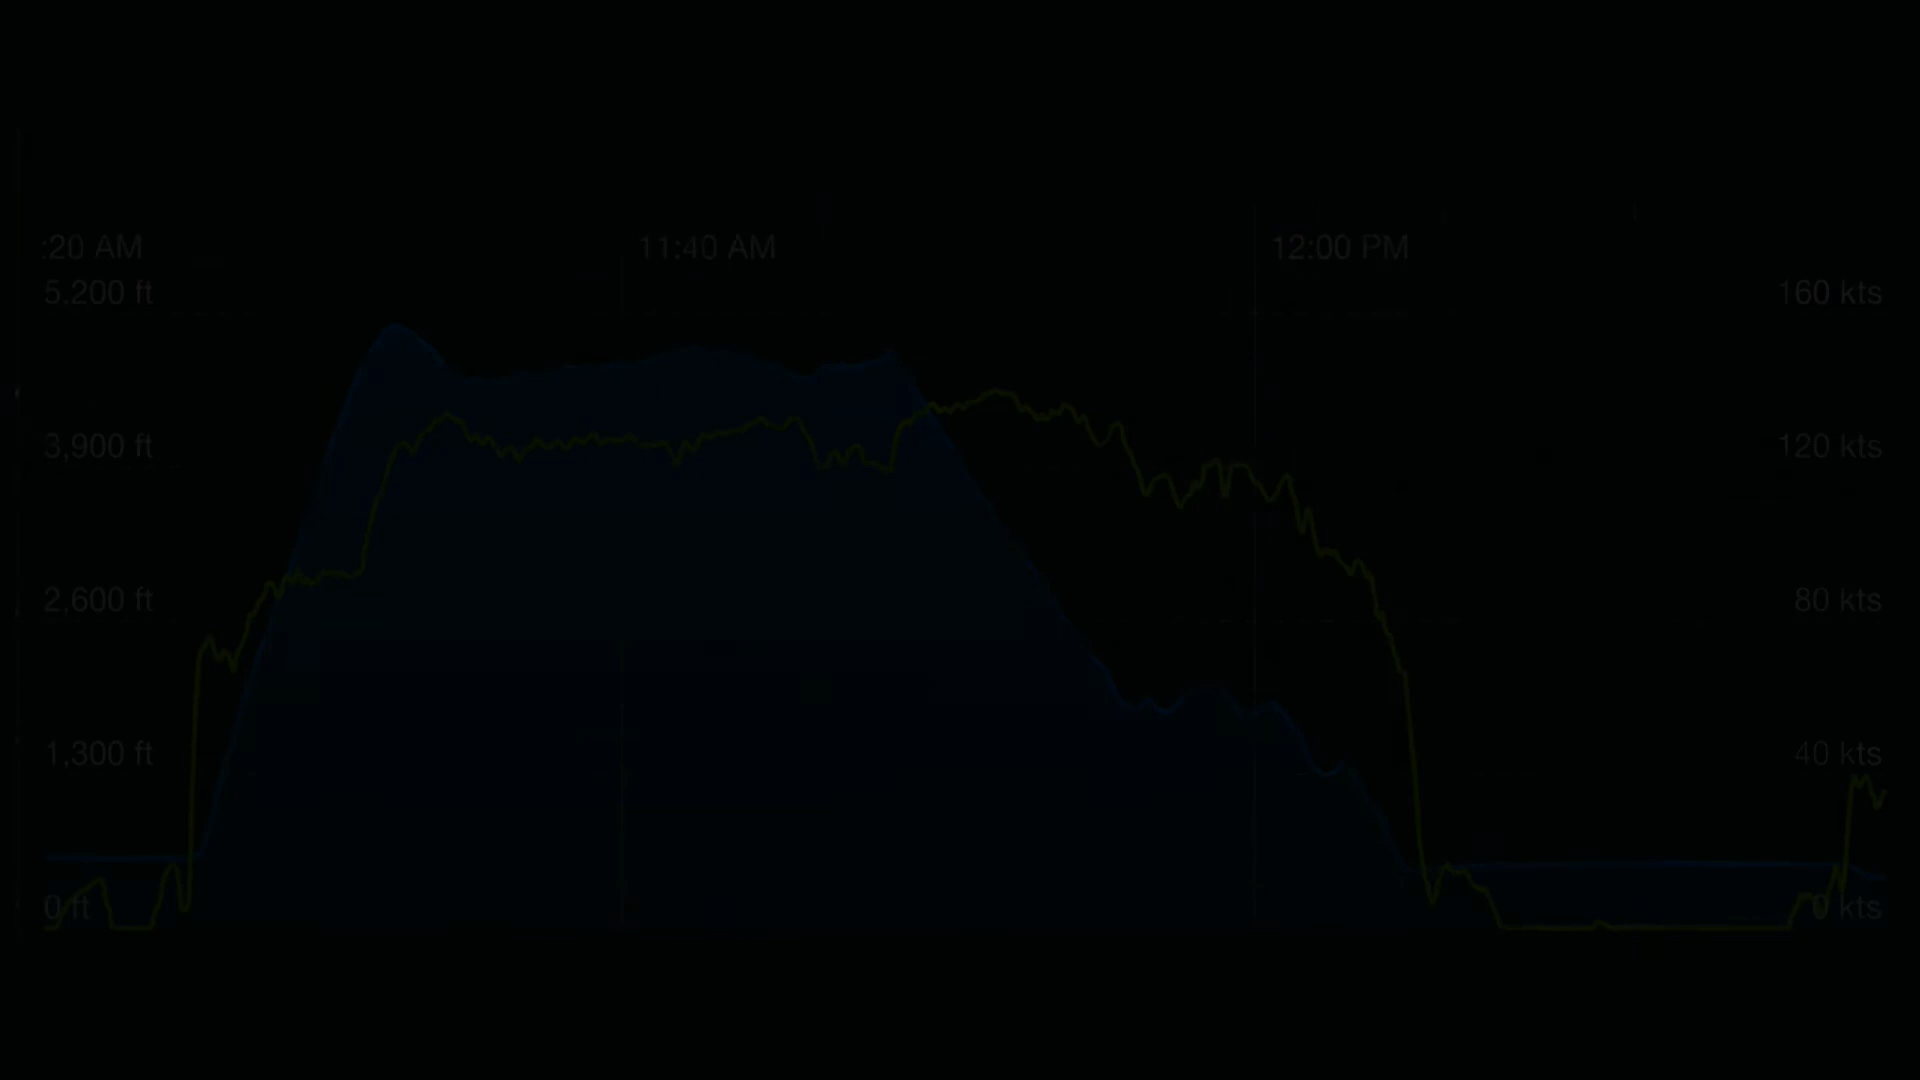 :20 AM 11:40 AM 12:00 PM
5,200 ft 160 kts
3,900 ft 120 kts
2,600 ft 80 kts
1,300 ft 40 kts
0 ft 0 kts